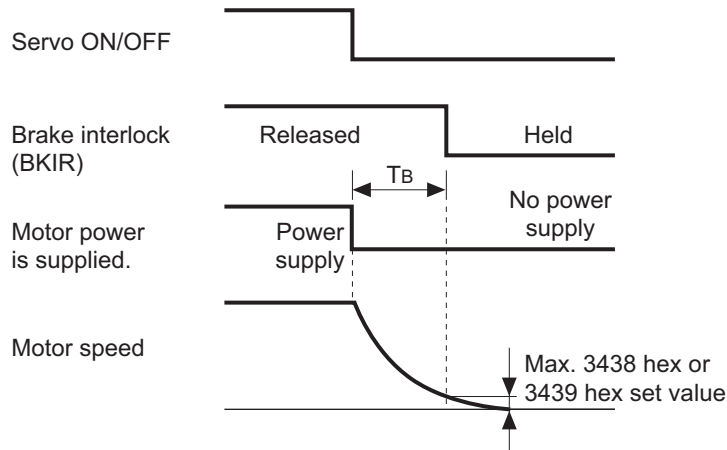 Servo ON/OFF
Brake interlock
(BKIR)
Released
Held
TB
Motor power
is supplied.
Power
supply
No power
supply
Motor speed
Max. 3438 hex or
3439 hex set value